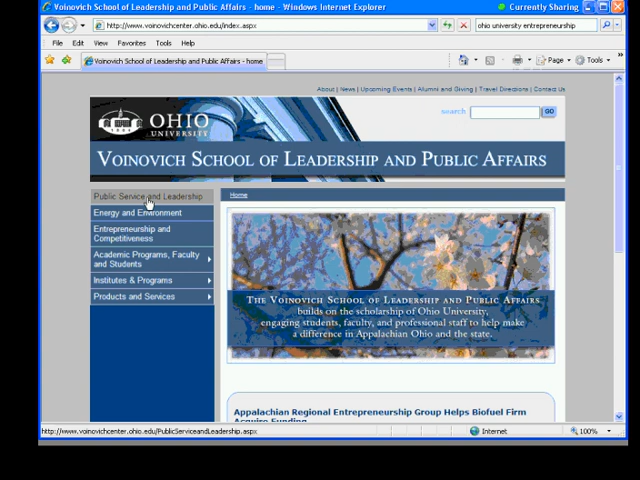 Voinovich School of Leadership and Public Affairs - home - Windows Internet Explorer
Currently Sharing
http://www.voinovichcenter.ohio.edu/index.aspx
ohio university entrepreneurship
File Edit View Favorites Tools Help
Voinovich School of Leadership and Public Affairs - home
Page Tools
About | News | Upcoming Events | Alumni and Giving | Travel Directions | Contact Us
OHIO
UNIVERSITY
search GO
VOINOVICH SCHOOL OF LEADERSHIP AND PUBLIC AFFAIRS
Public Service and Leadership
Energy and Environment
Entrepreneurship and
Competitiveness
Academic Programs, Faculty
and Students
Institutes & Programs
Products and Services
Home
THE VOINOVICH SCHOOL OF LEADERSHIP AND PUBLIC AFFAIRS
builds on the scholarship of Ohio University,
engaging students, faculty, and professional staff to help make
a difference in Appalachian Ohio and the state.
Appalachian Regional Entrepreneurship Group Helps Biofuel Firm
Acquire Funding
http://www.voinovichcenter.ohio.edu/PublicServiceandLeadership.aspx
Internet
100%